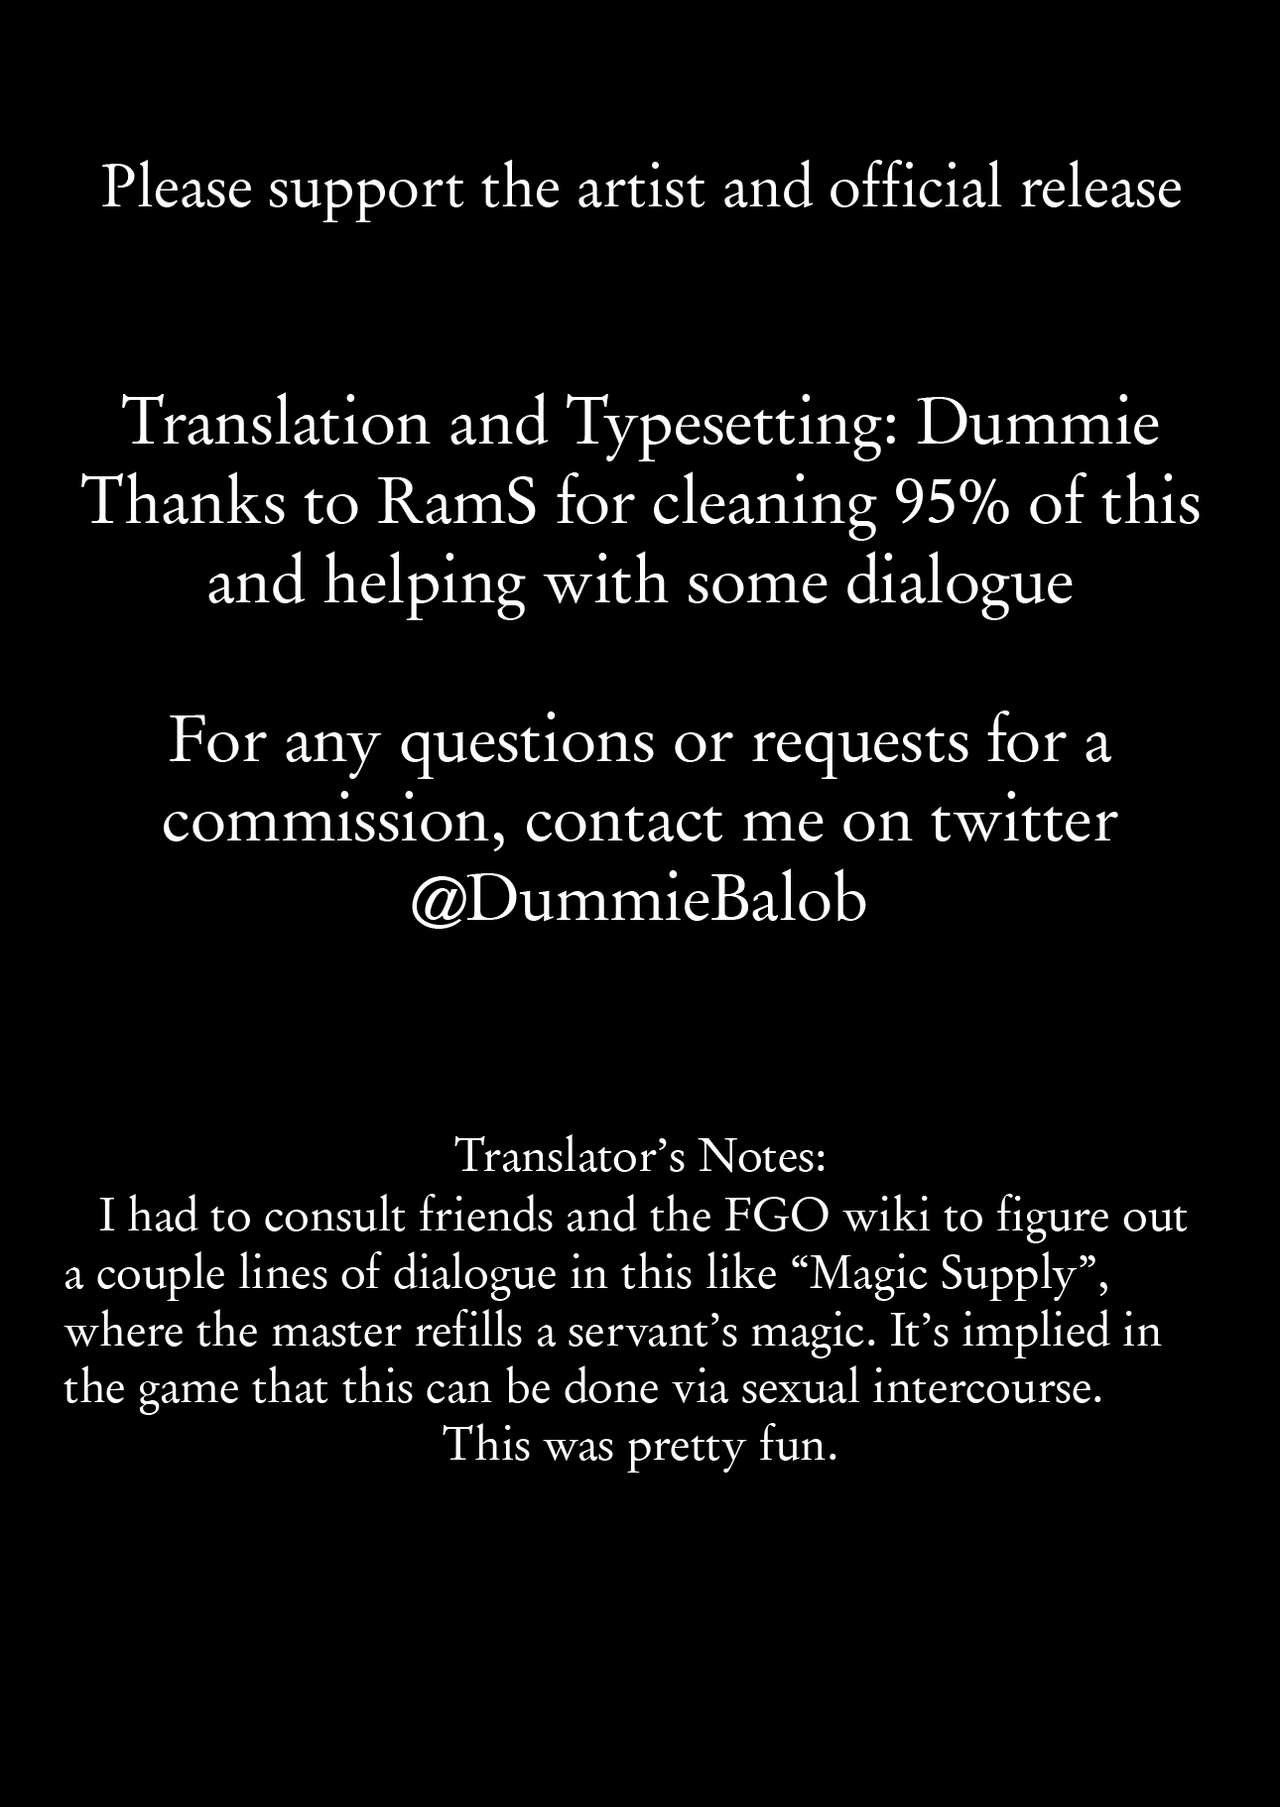 Please support the artist and official release
Translation and Typesetting: Dummie
Thanks to RamS for cleaning 95% of this
and helping with some dialogue
For any questions or requests for a
commission, contact me on twitter
@DummieBalob
Translator’s Notes:
I had to consult friends and the FGO wiki to figure out
a couple lines of dialogue in this like “Magic Supply”,
where the master refills a servant’s magic. It’s implied in
the game that this can be done via sexual intercourse.
This was pretty fun.